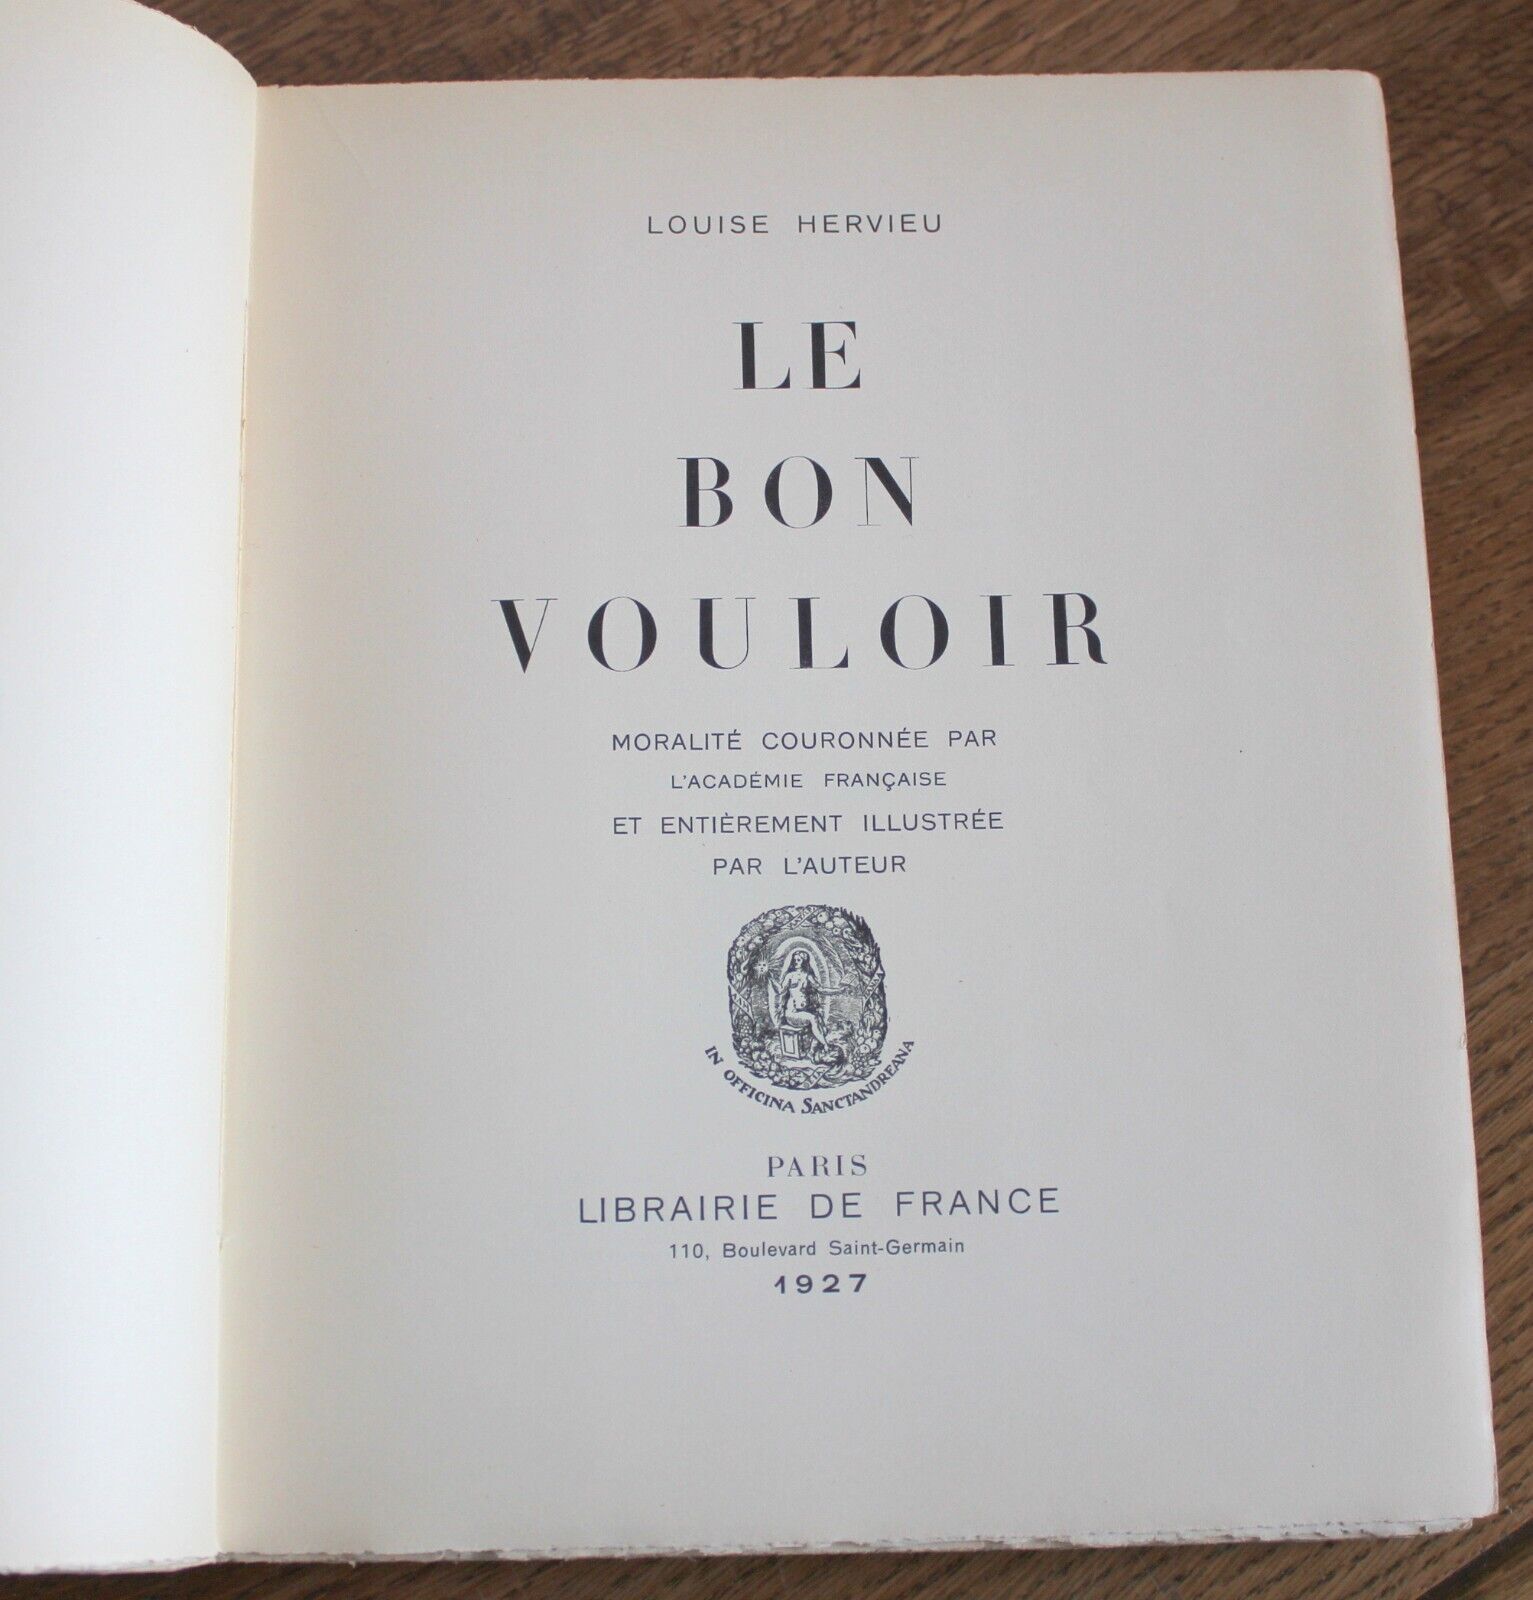 LOUISE HERVIEU
LE
BON
VOULOIR
MORALITÉ COURONNÉE PAR
L'ACADÉMIE FRANÇAISE
ET ENTIÈREMENT ILLUSTRÉE
PAR L'AUTEUR
IN OFFICINA SANCTANDREANA
PARIS
LIBRAIRIE DE FRANCE
110, Boulevard Saint-Germain
1927